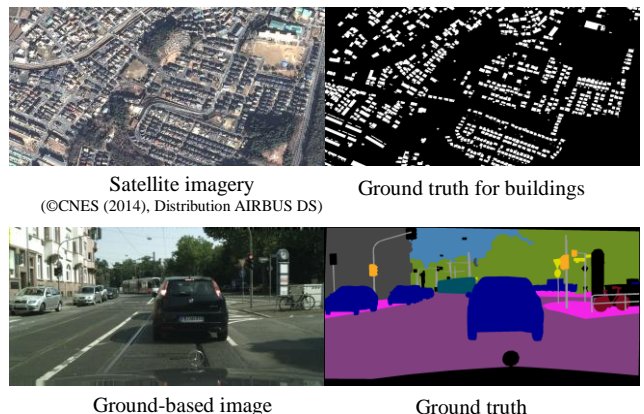 Satellite imagery
(©CNES (2014), Distribution AIRBUS DS)
Ground truth for buildings
Ground-based image
Ground truth